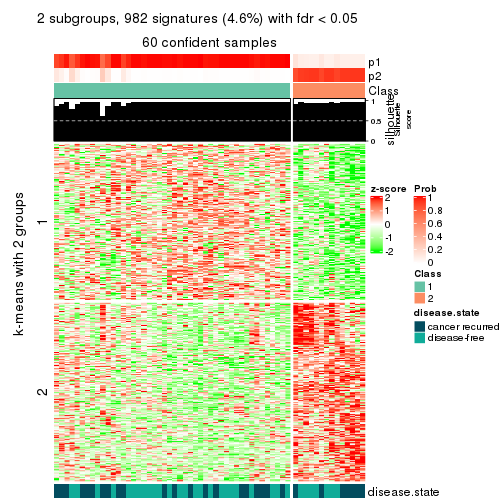 2 subgroups, 982 signatures (4.6%) with fdr < 0.05
60 confident samples
p1
p2
Class
1
0.5
0
silhouette
Silhouette
score
k-means with 2 groups
1
2
z-score
2
1
0
-1
-2
Prob
1
0.8
0.6
0.4
0.2
0
Class
1
2
disease.state
cancer recurred
disease-free
disease.state